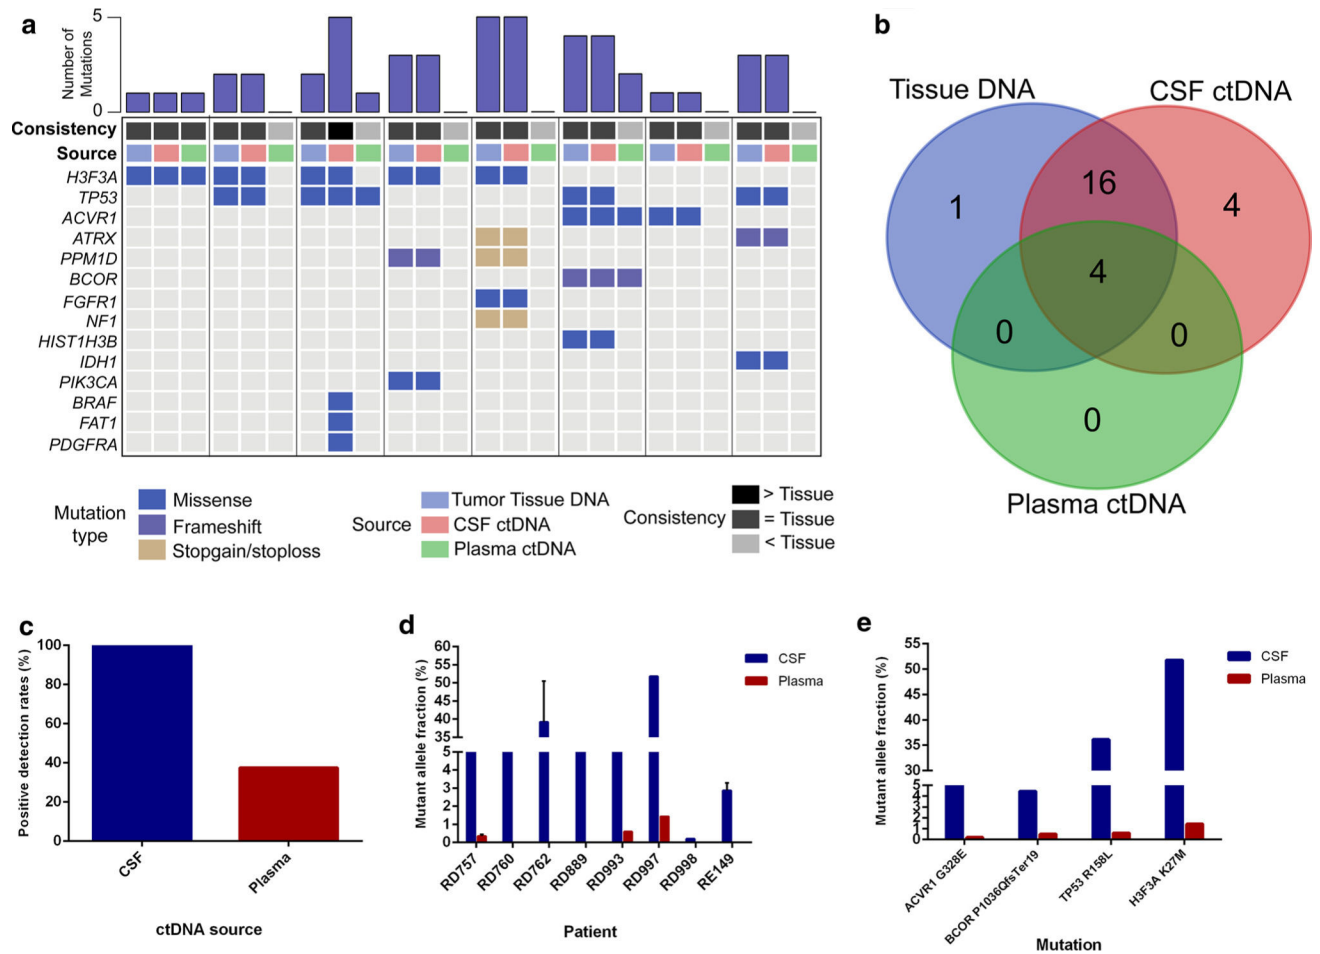 a
5
0
Number of
Mutations
Consistency
Source
H3F3A
TP53
ACVR1
ATRX
PPM1D
BCOR
FGFR1
NF1
HIST1H3B
IDH1
PIK3CA
BRAF
FAT1
PDGFRA
Mutation
type
Missense
Frameshift
Stopgain/stoploss
Source
Tumor Tissue DNA
CSF ctDNA
Plasma ctDNA
Consistency
> Tissue
= Tissue
< Tissue
b
Tissue DNA
CSF ctDNA
1
16
4
4
0
0
0
Plasma ctDNA
c
Positive detection rates (%)
100
80
60
40
20
0
CSF
Plasma
ctDNA source
d
Mutant allele fraction (%)
60
55
50
45
40
35
5
4
3
2
1
0
CSF
Plasma
RD757
RD760
RD762
RD889
RD993
RD997
RD998
RE149
Patient
e
Mutant allele fraction (%)
55
50
45
40
35
30
5
4
3
2
1
0
CSF
Plasma
ACVR1 G328E
BCOR P1036QfsTer19
TP53 R158L
H3F3A K27M
Mutation